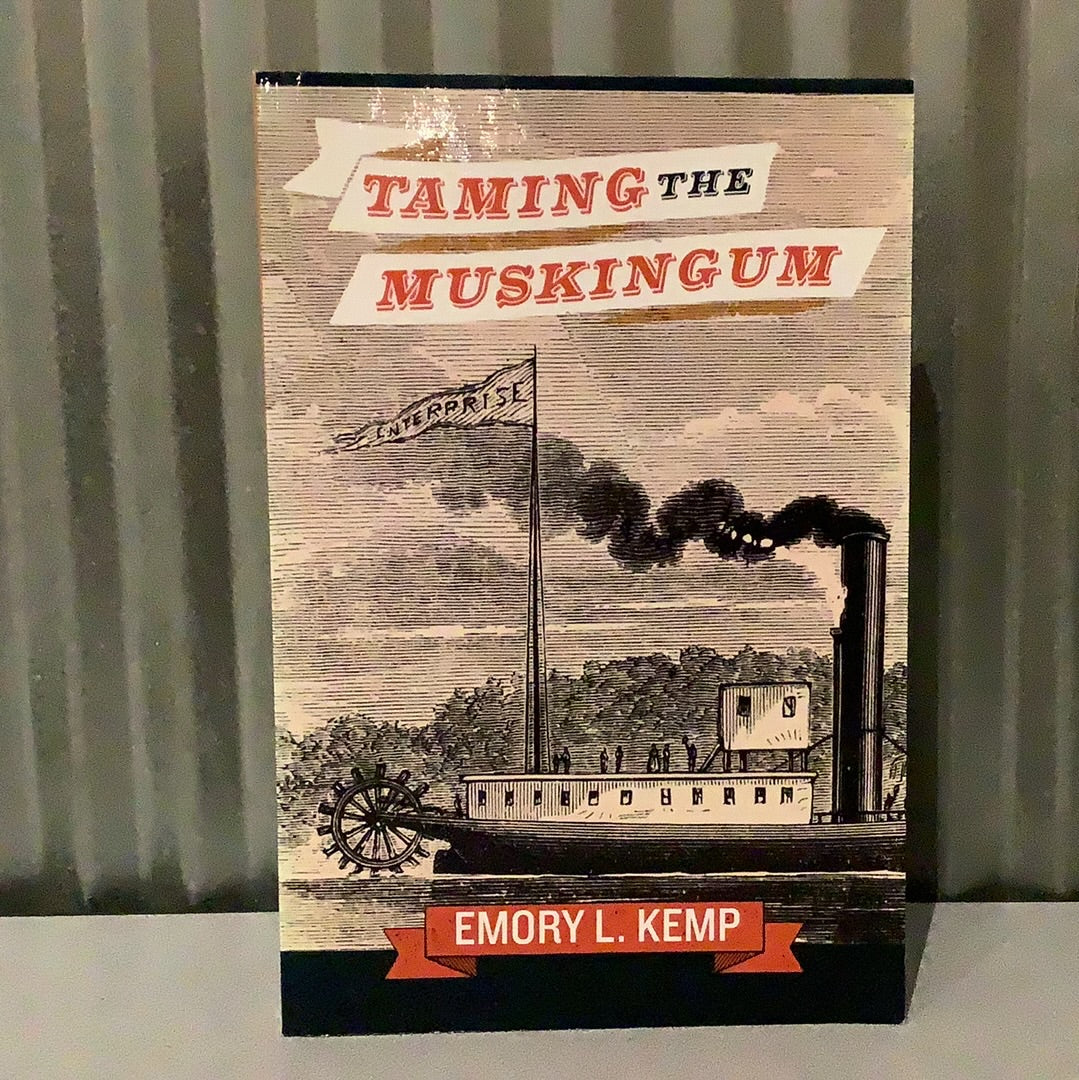 TAMING THE
MUSKINGUM
ENTERPRISE
EMORY L. KEMP